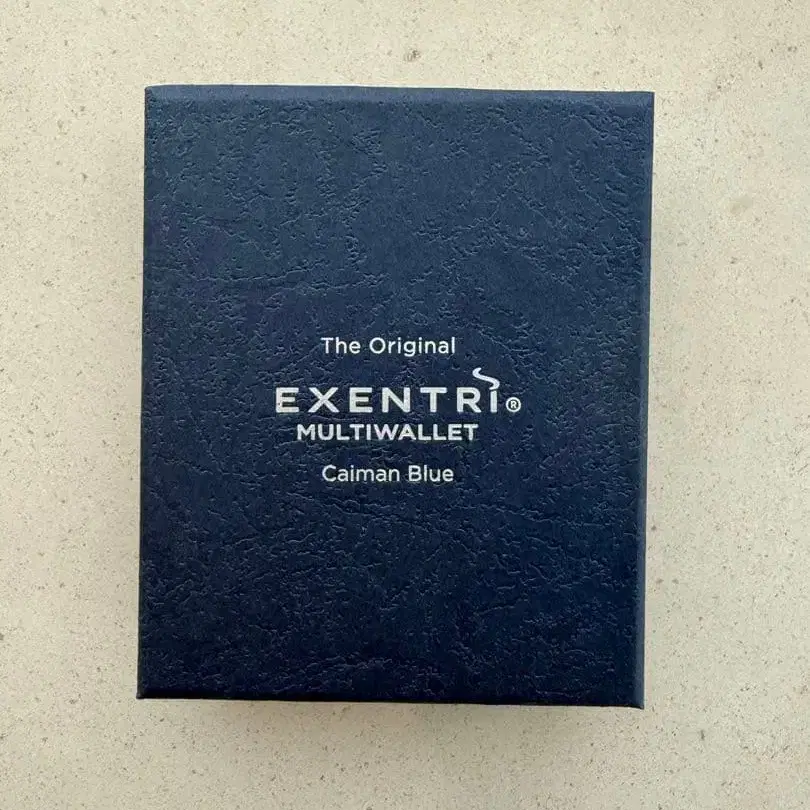 The Original
EXENTRI®
MULTIWALLET
Caiman Blue